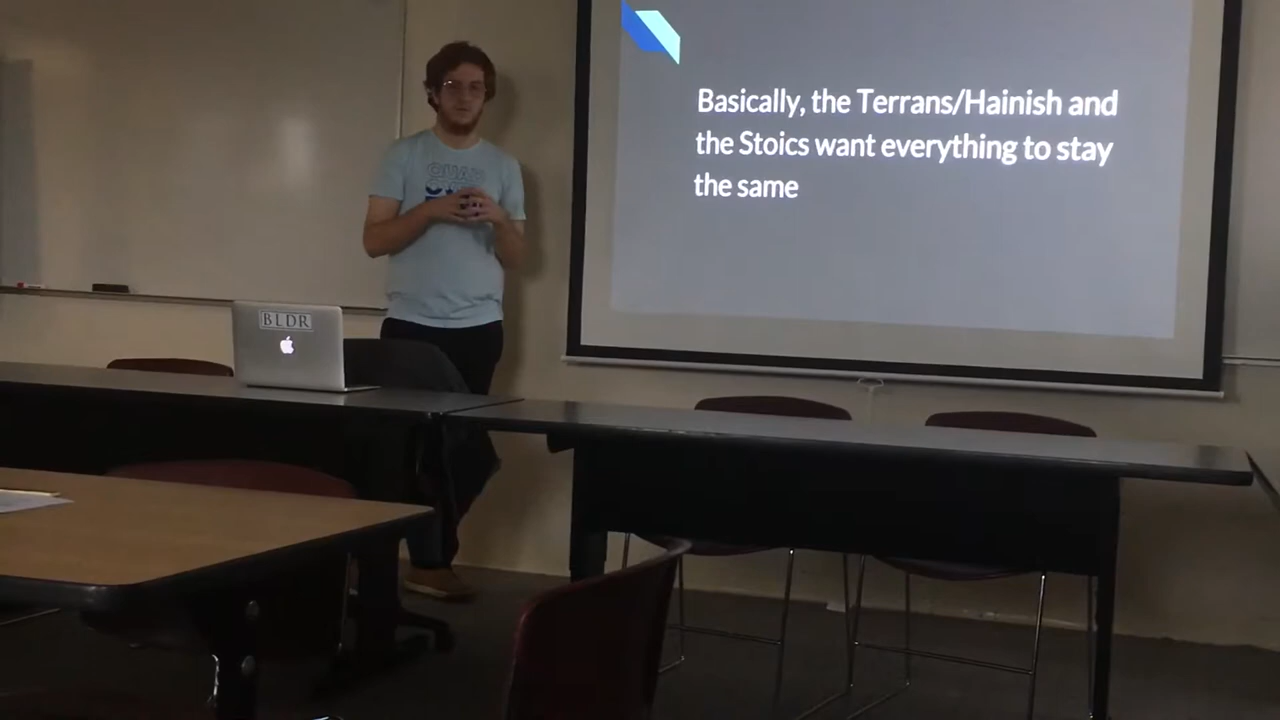 Basically, the Terrans/Hainish and
the Stoics want everything to stay
the same
BLDR